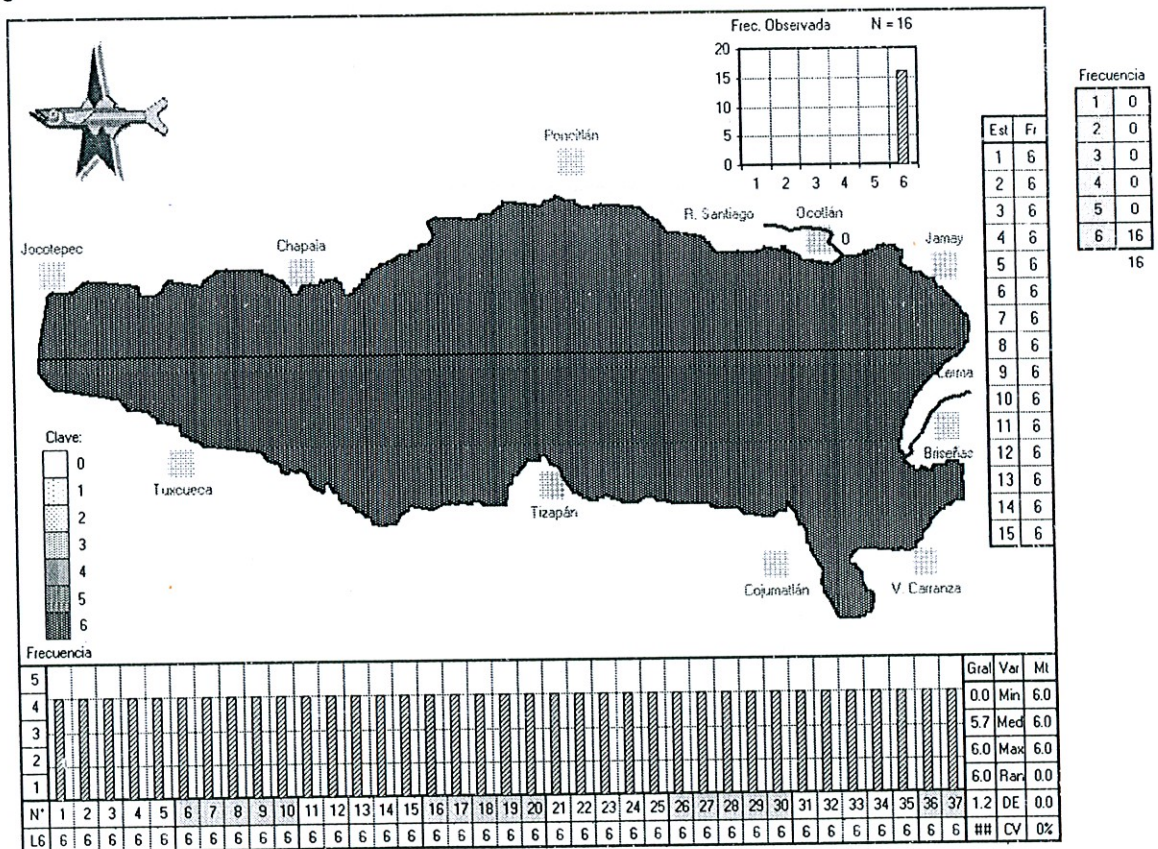 Frec. Observada N = 16
20
15
10
5
0
1 2 3 4 5 6
Frecuencia
1 0
2 0
3 0
4 0
5 0
6 16
16
Est Fr
1 6
2 6
3 6
4 6
5 6
6 6
7 6
8 6
9 6
10 6
11 6
12 6
13 6
14 6
15 6
Poncitlán
R. Santiago Ocotlán
0
Jamay
Jocotepec
Chapala
Lerma
Briseñas
Tuxcueca
Tizapán
Cojumatlán
V. Carranza
Clave:
0
1
2
3
4
5
6
Frecuencia
5
4
3
2
1
Gral Var Mt
0.0 Min 6.0
5.7 Med 6.0
6.0 Max 6.0
6.0 Ran 0.0
N° 1 2 3 4 5 6 7 8 9 10 11 12 13 14 15 16 17 18 19 20 21 22 23 24 25 26 27 28 29 30 31 32 33 34 35 36 37 1.2 DE 0.0
L6 6 6 6 6 6 6 6 6 6 6 6 6 6 6 6 6 6 6 6 6 6 6 6 6 6 6 6 6 6 6 6 6 6 6 6 6 6 ## CV 0%